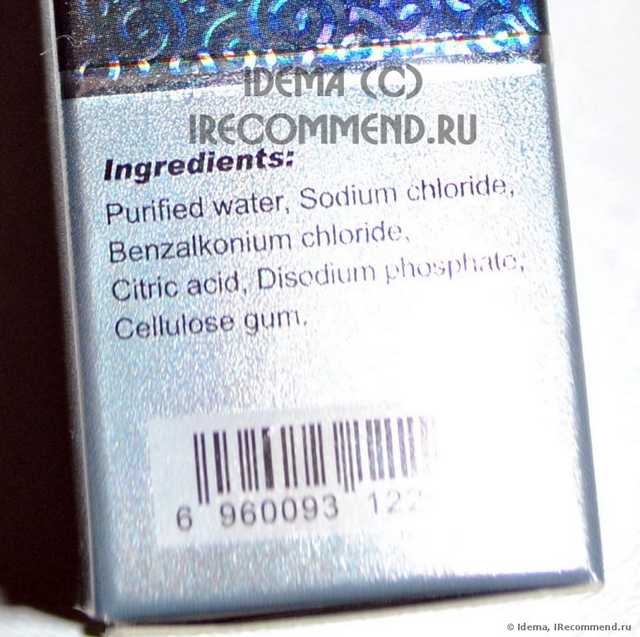 IDEMA (C)
IRECOMMEND.RU
Ingredients:
Purified water, Sodium chloride,
Benzalkonium chloride,
Citric acid, Disodium phosphate,
Cellulose gum.
6 960093 122
© Idema, IRecommend.ru